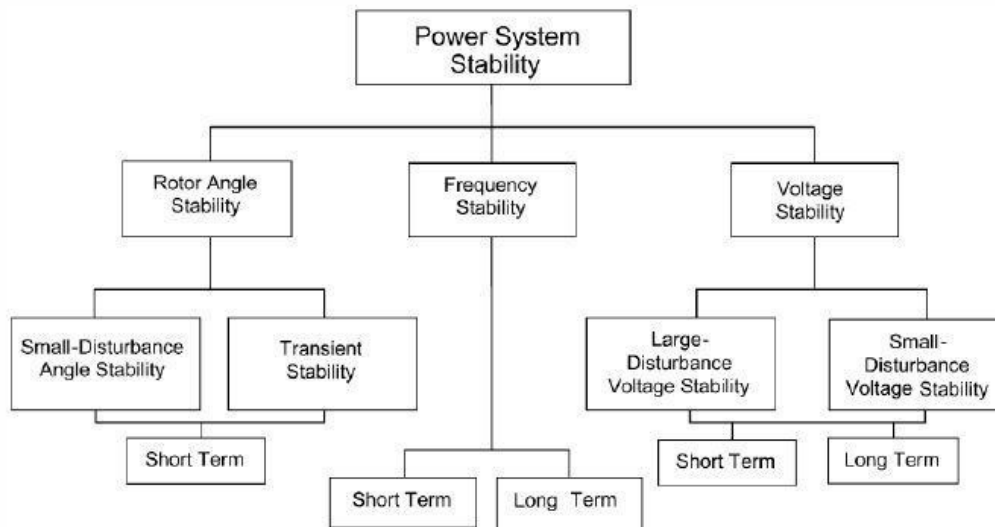 Power System
Stability
Rotor Angle
Stability
Frequency
Stability
Voltage
Stability
Small-Disturbance
Angle Stability
Transient
Stability
Large-
Disturbance
Voltage Stability
Small-
Disturbance
Voltage Stability
Short Term
Short Term
Long Term
Short Term
Long Term